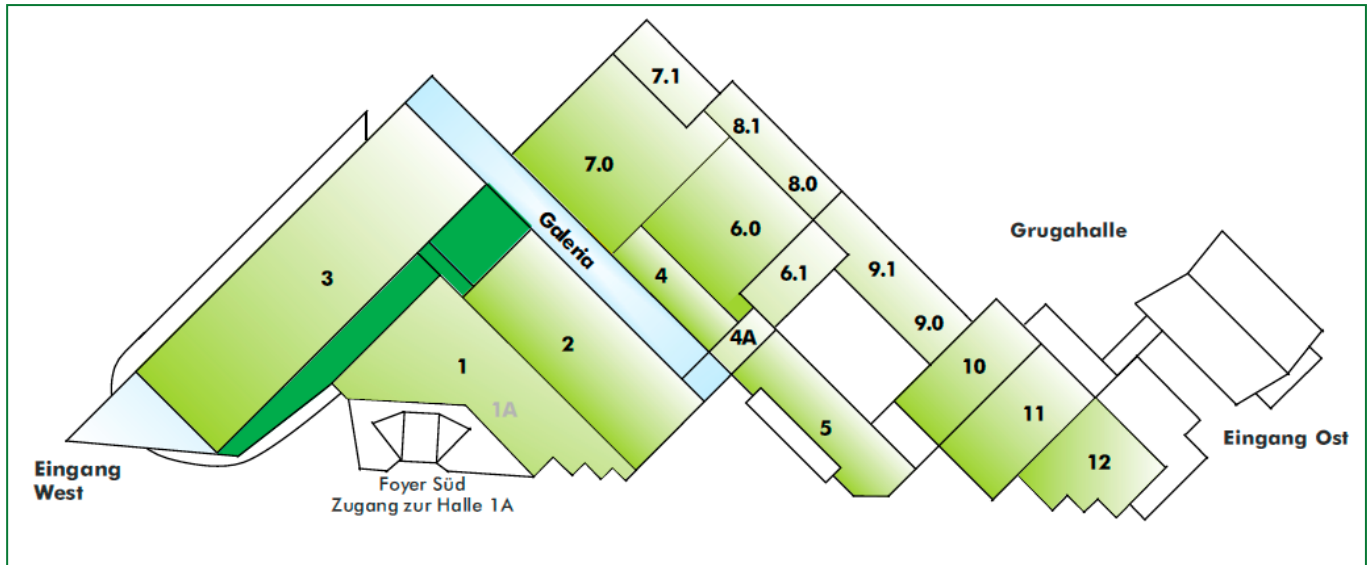 7.1
8.1
7.0
8.0
Galeria
6.0
Grugahalle
3
4
6.1
9.1
9.0
4A
2
1
10
1A
11
5
Eingang Ost
12
Eingang
West
Foyer Süd
Zugang zur Halle 1A